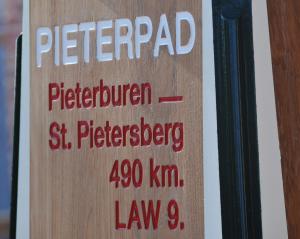 PIETERPAD
Pieterburen —
St. Pietersberg
490 km.
LAW 9.